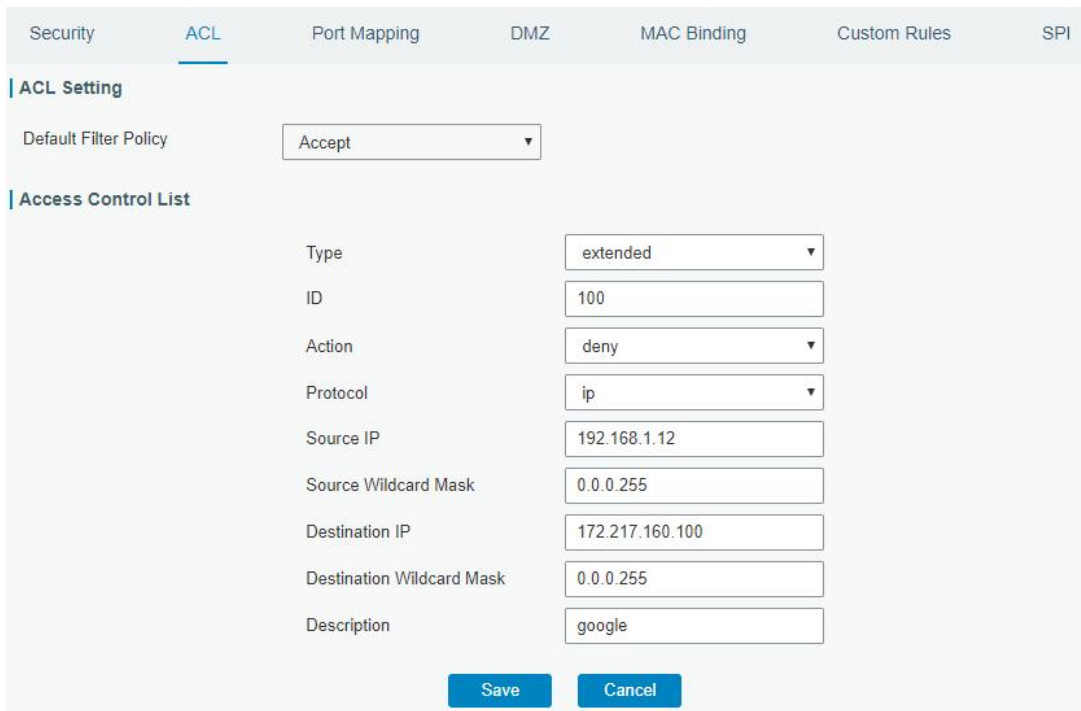 Security ACL Port Mapping DMZ MAC Binding Custom Rules SPI
ACL Setting
Default Filter Policy Accept
Access Control List
Type extended
ID 100
Action deny
Protocol ip
Source IP 192.168.1.12
Source Wildcard Mask 0.0.0.255
Destination IP 172.217.160.100
Destination Wildcard Mask 0.0.0.255
Description google
Save Cancel